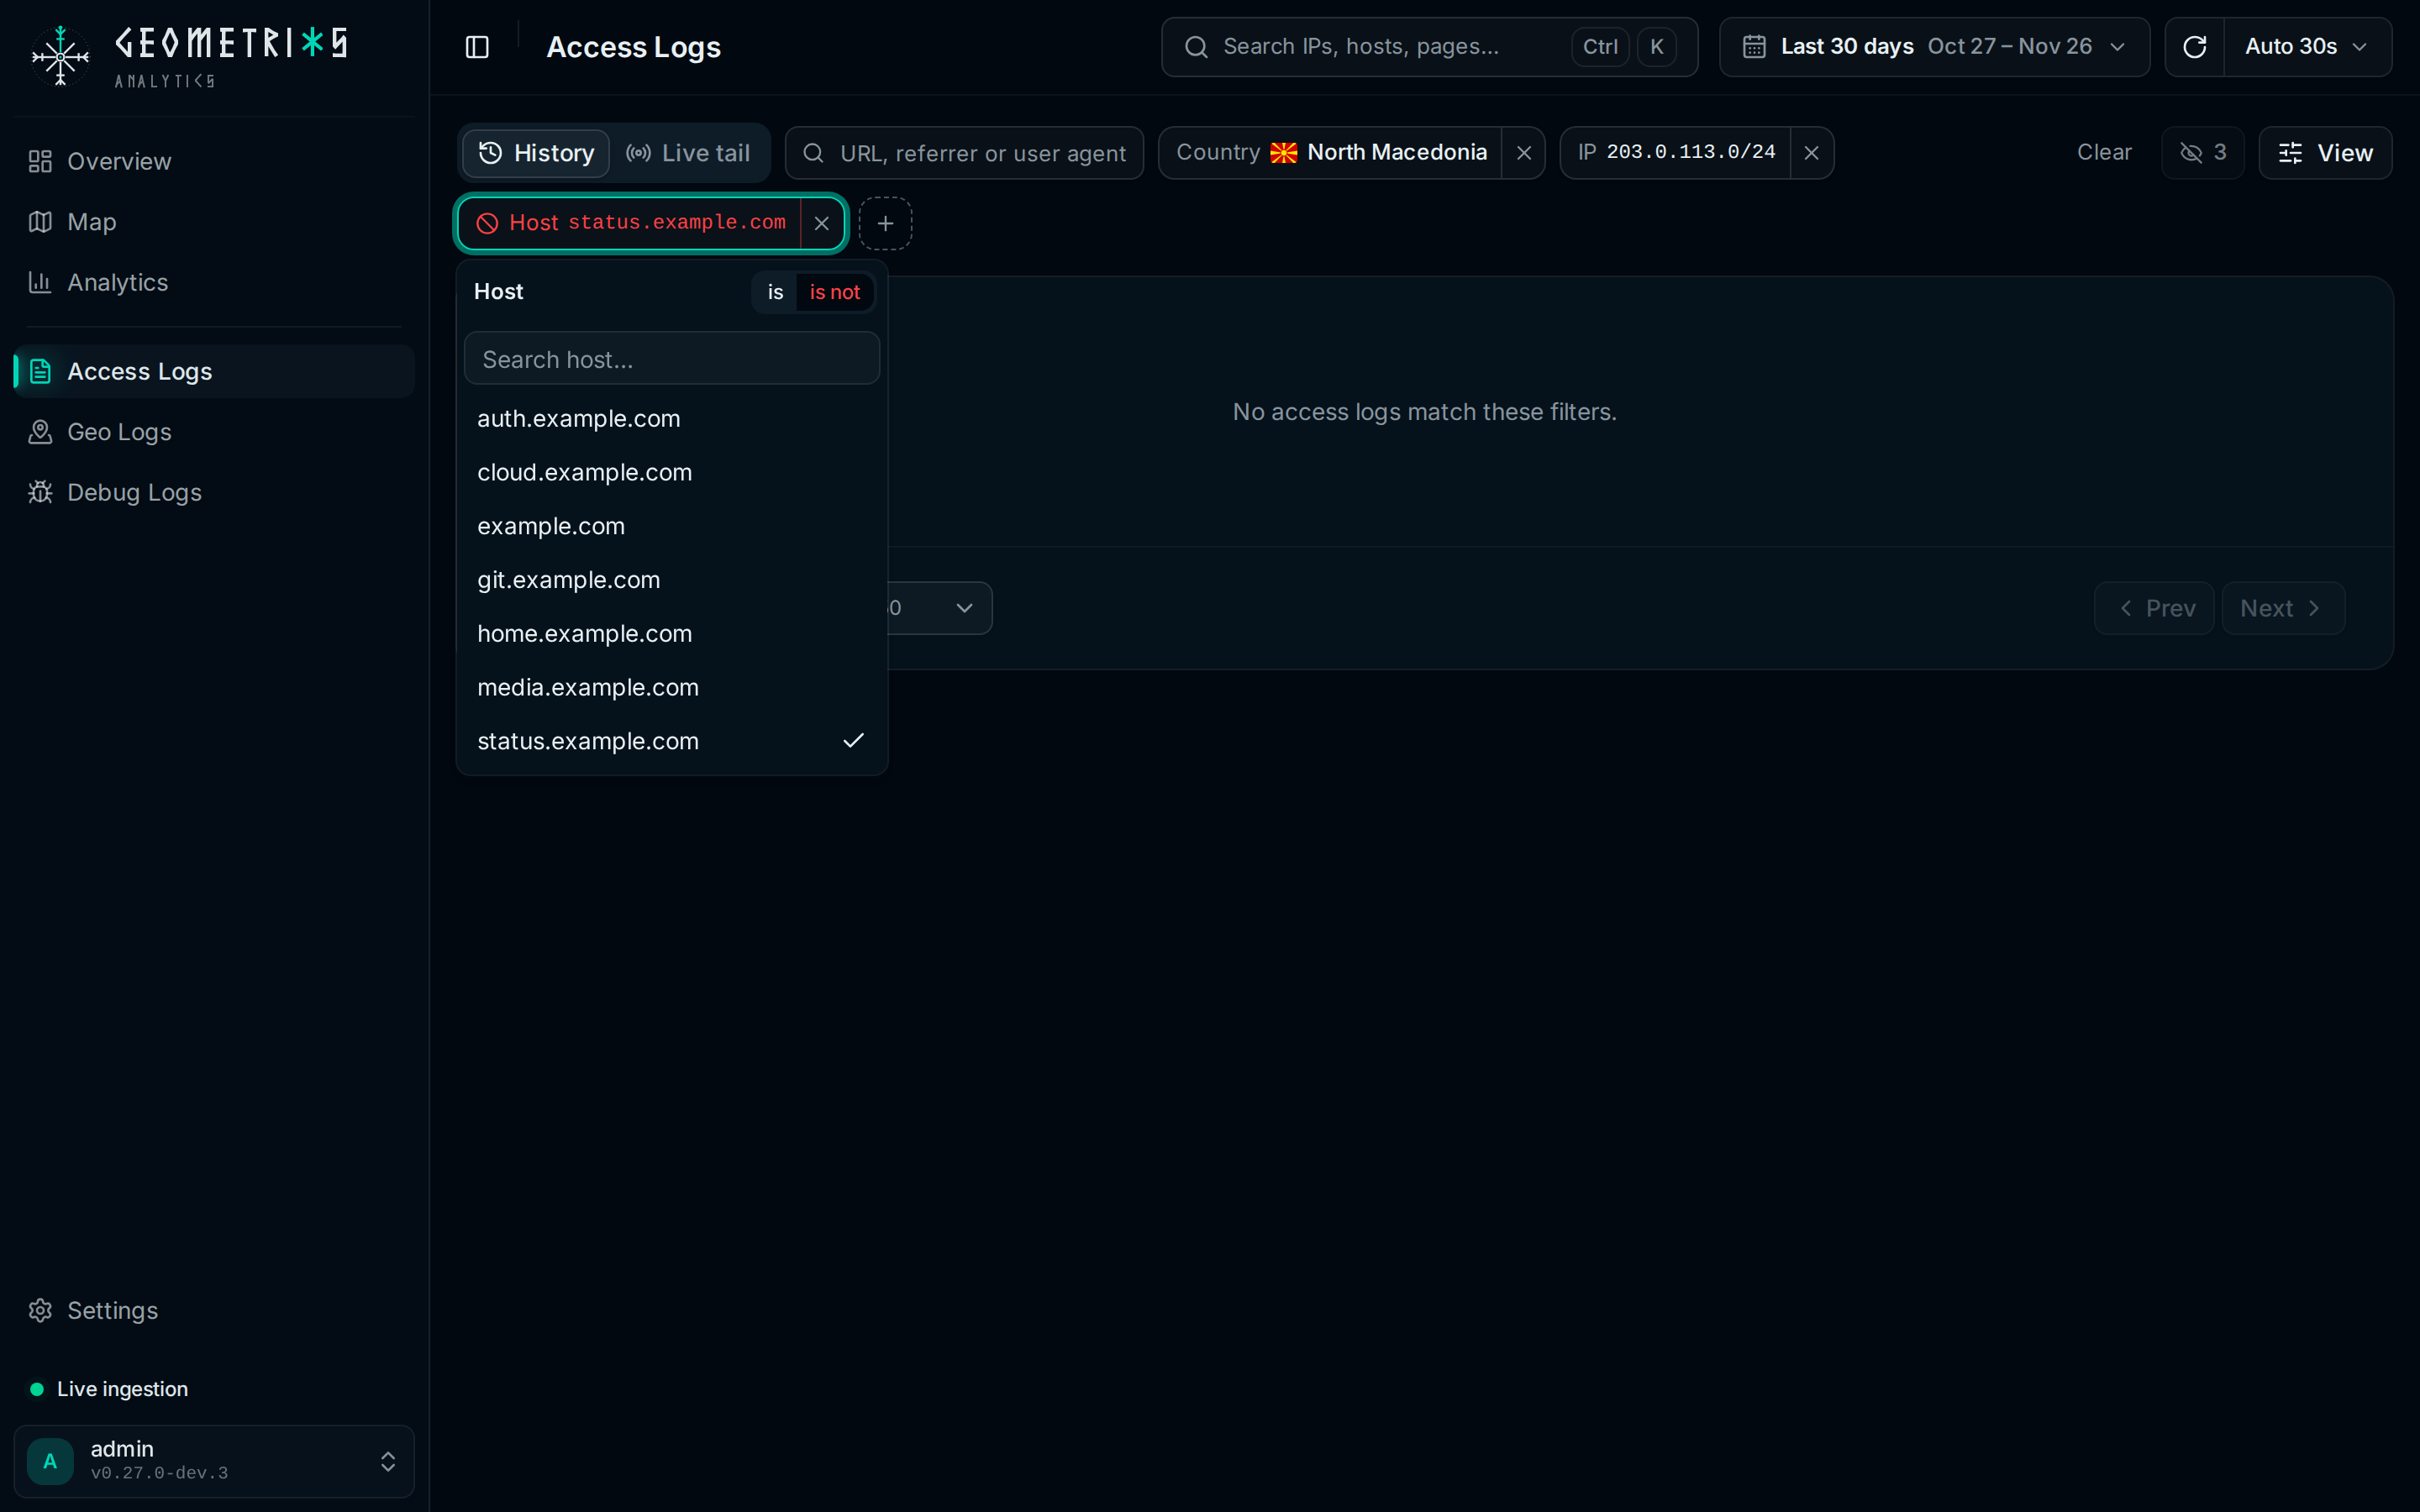 GEOMETRIKS
ANALYTICS
Access Logs
Search IPs, hosts, pages...
Ctrl K
Last 30 days Oct 27 – Nov 26
Auto 30s
Overview
Map
Analytics
Access Logs
Geo Logs
Debug Logs
Settings
Live ingestion
A
admin
v0.27.0-dev.3
History
Live tail
URL, referrer or user agent
Country North Macedonia
IP 203.0.113.0/24
Clear
3
View
Host status.example.com
Host
is
is not
Search host...
auth.example.com
cloud.example.com
example.com
git.example.com
home.example.com
media.example.com
status.example.com
No access logs match these filters.
Prev
Next